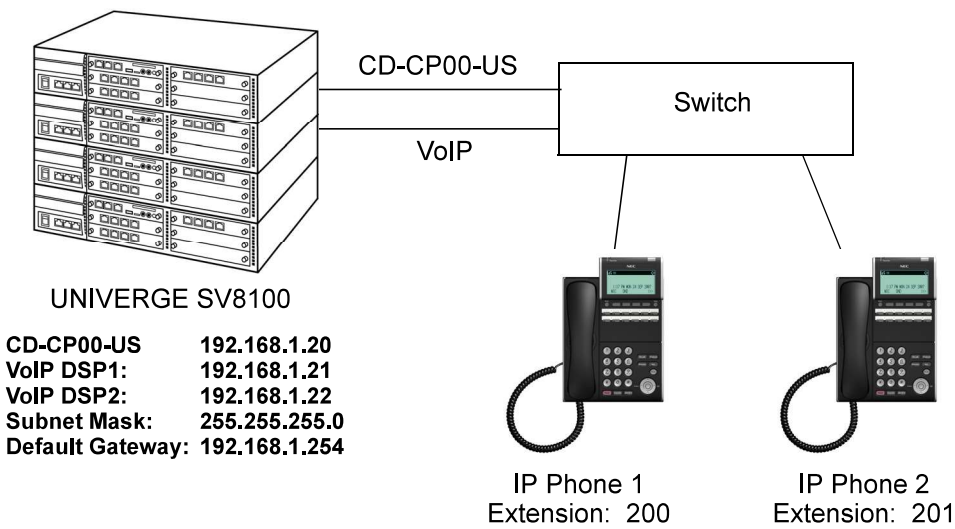 CD-CP00-US
Switch
VoIP
UNIVERGE SV8100
CD-CP00-US 192.168.1.20
VoIP DSP1: 192.168.1.21
VoIP DSP2: 192.168.1.22
Subnet Mask: 255.255.255.0
Default Gateway: 192.168.1.254
IP Phone 1
Extension: 200
IP Phone 2
Extension: 201